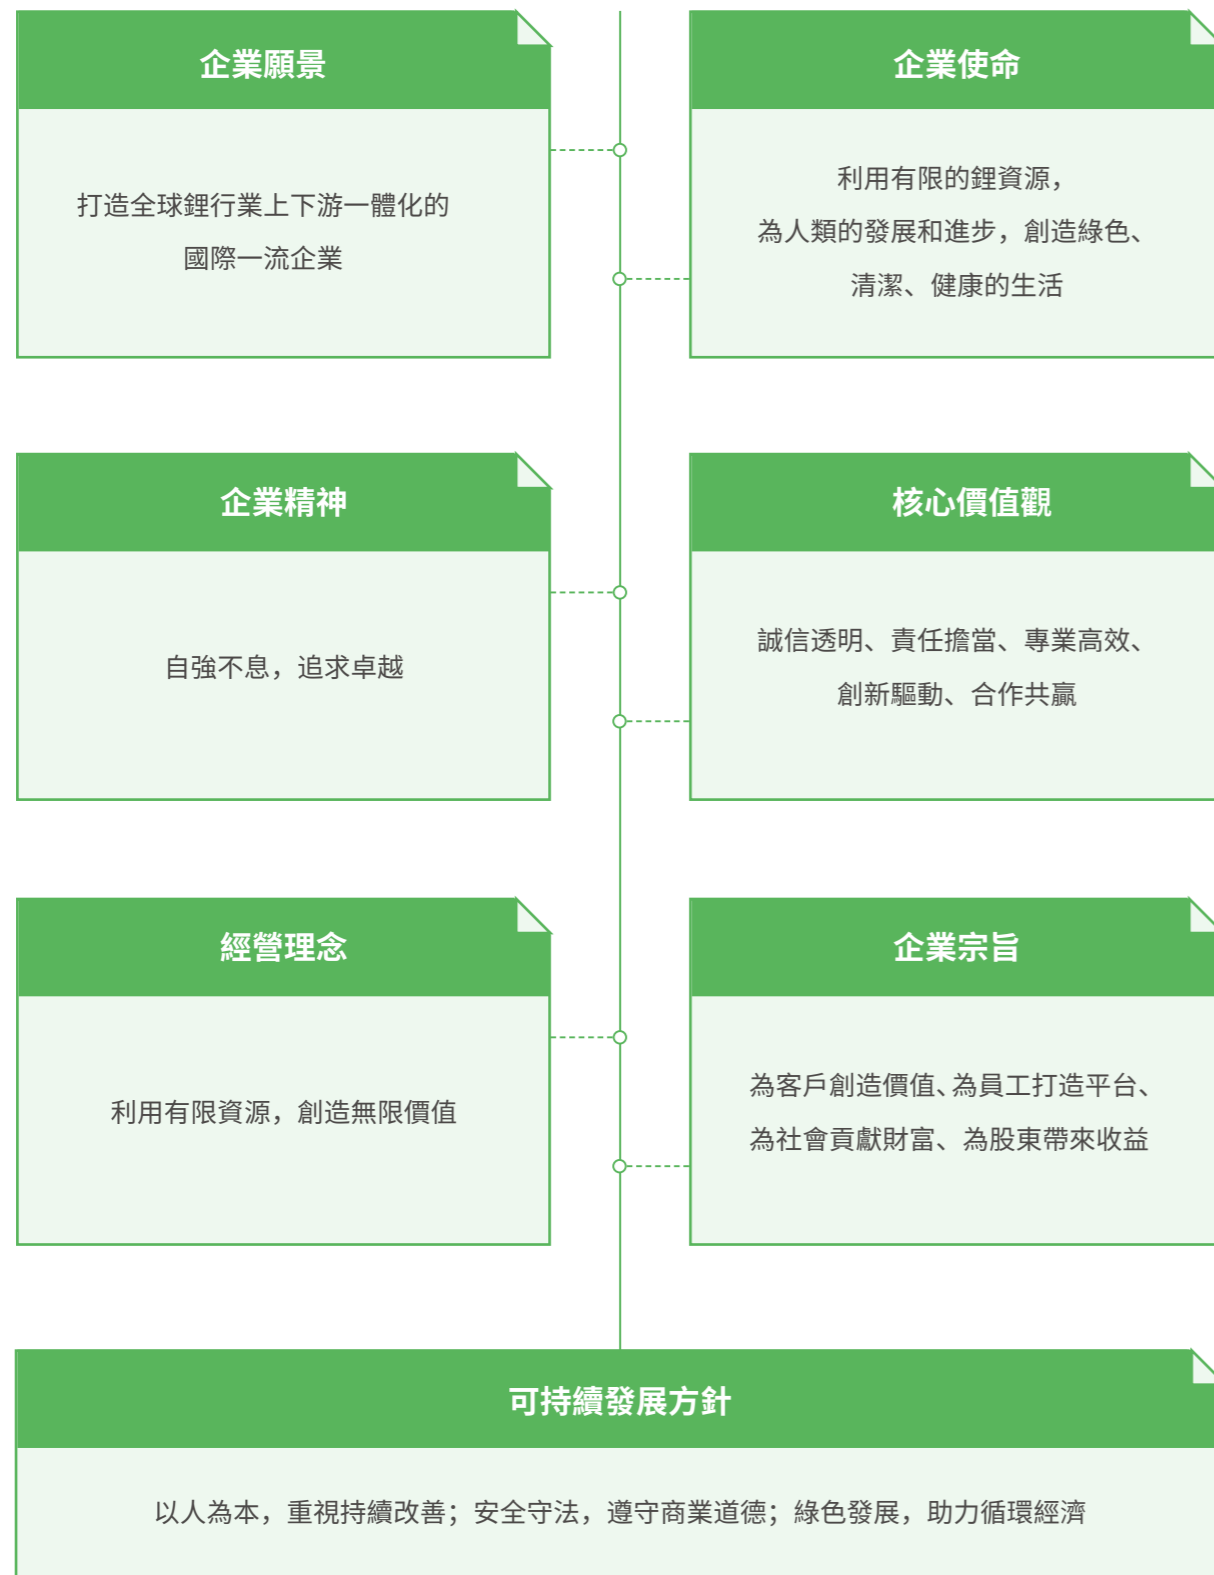 企業願景
打造全球鋰行業上下游一體化的
國際一流企業
企業使命
利用有限的鋰資源，
為人類的發展和進步，創造綠色、
清潔、健康的生活
企業精神
自強不息，追求卓越
核心價值觀
誠信透明、責任擔當、專業高效、
創新驅動、合作共贏
經營理念
利用有限資源，創造無限價值
企業宗旨
為客戶創造價值、為員工打造平台、
為社會貢獻財富、為股東帶來收益
可持續發展方針
以人為本，重視持續改善；安全守法，遵守商業道德；綠色發展，助力循環經濟